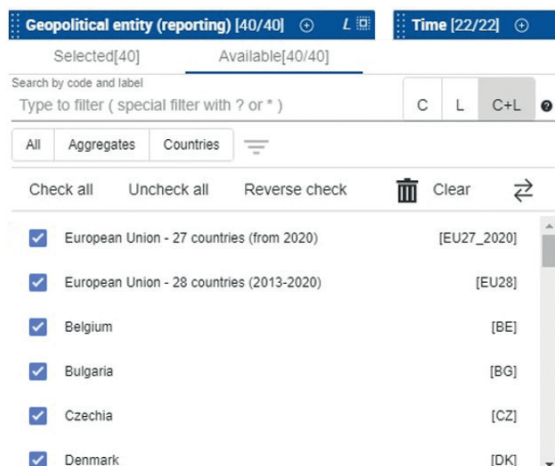 Geopolitical entity (reporting) [40/40] L Time [22/22]
Selected[40] Available[40/40]
Search by code and label
Type to filter ( special filter with ? or * ) C L C+L ?
All Aggregates Countries
Check all Uncheck all Reverse check Clear
European Union - 27 countries (from 2020) [EU27_2020]
European Union - 28 countries (2013-2020) [EU28]
Belgium [BE]
Bulgaria [BG]
Czechia [CZ]
Denmark [DK]